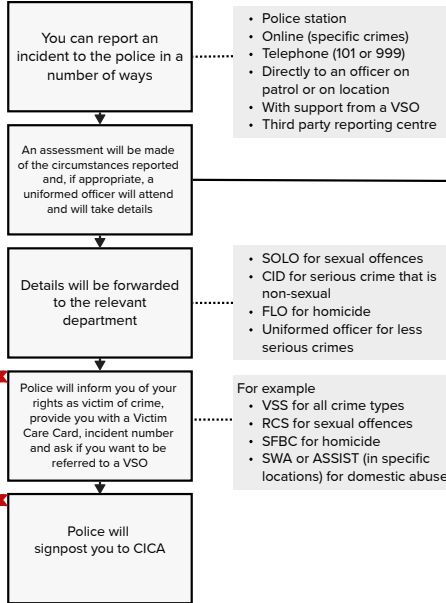 You can report an
incident to the police in a
number of ways
• Police station
• Online (specific crimes)
• Telephone (101 or 999)
• Directly to an officer on
patrol or on location
• With support from a VSO
• Third party reporting centre
An assessment will be made
of the circumstances reported
and, if appropriate, a
uniformed officer will attend
and will take details
Details will be forwarded
to the relevant
department
• SOLO for sexual offences
• CID for serious crime that is
non-sexual
• FLO for homicide
• Uniformed officer for less
serious crimes
Police will inform you of your
rights as victim of crime,
provide you with a Victim
Care Card, incident number
and ask if you want to be
referred to a VSO
For example
• VSS for all crime types
• RCS for sexual offences
• SFBC for homicide
• SWA or ASSIST (in specific
locations) for domestic abuse
Police will
signpost you to CICA